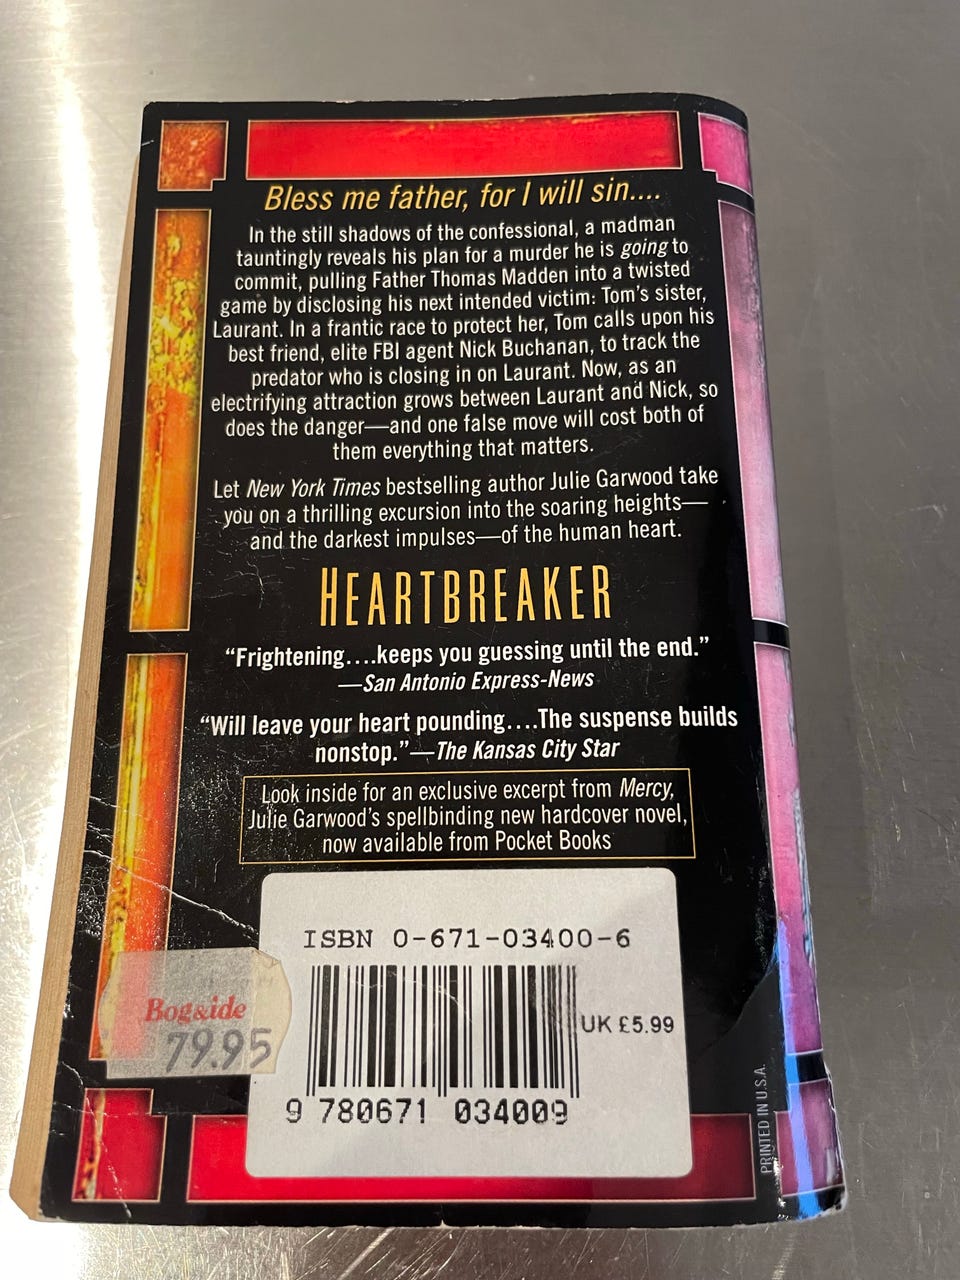 Bless me father, for I will sin....
In the still shadows of the confessional, a madman
tauntingly reveals his plan for a murder he is going to
commit, pulling Father Thomas Madden into a twisted
game by disclosing his next intended victim: Tom's sister,
Laurant. In a frantic race to protect her, Tom calls upon his
best friend, elite FBI agent Nick Buchanan, to track the
predator who is closing in on Laurant. Now, as an
electrifying attraction grows between Laurant and Nick, so
does the danger—and one false move will cost both of
them everything that matters.
Let New York Times bestselling author Julie Garwood take
you on a thrilling excursion into the soaring heights—
and the darkest impulses—of the human heart.
HEARTBREAKER
“Frightening....keeps you guessing until the end.”
—San Antonio Express-News
“Will leave your heart pounding....The suspense builds
nonstop.”—The Kansas City Star
Look inside for an exclusive excerpt from Mercy,
Julie Garwood's spellbinding new hardcover novel,
now available from Pocket Books
ISBN 0-671-03400-6
UK £5.99
9 780671 034009
Bog&ide
79.95
PRINTED IN U.S.A.